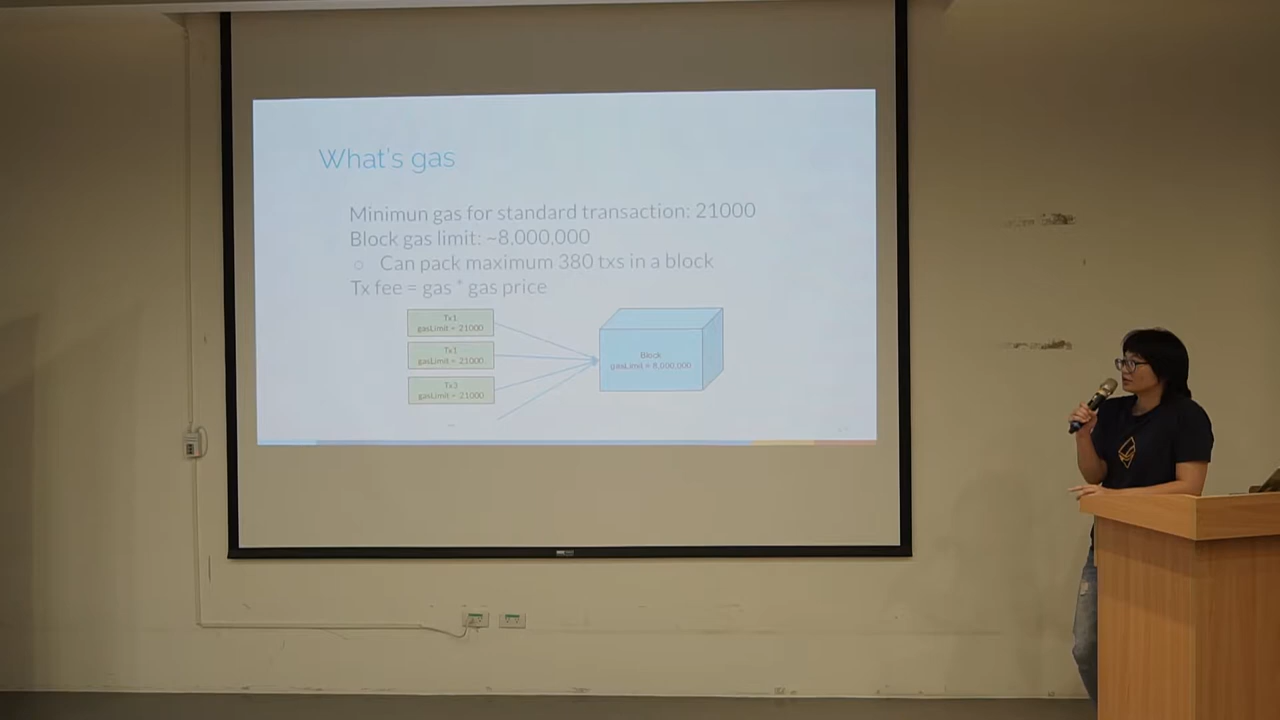 What's gas
Minimun gas for standard transaction: 21000
Block gas limit: ~8,000,000
○ Can pack maximum 380 txs in a block
Tx fee = gas * gas price
Tx1
gasLimit = 21000
Tx1
gasLimit = 21000
Tx3
gasLimit = 21000
...
Block
gasLimit = 8,000,000